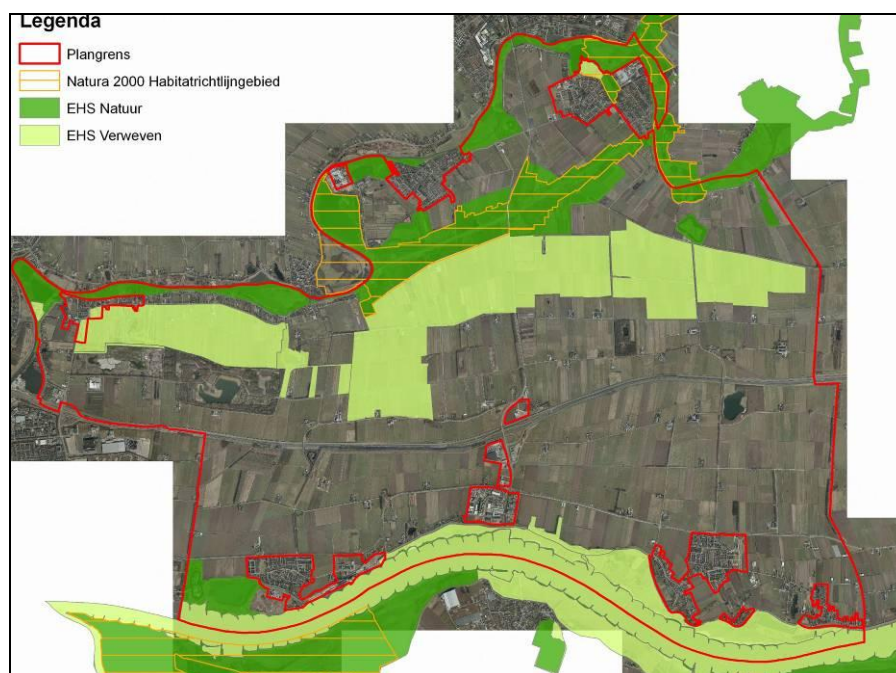 Legenda
Plangrens
Natura 2000 Habitatrichtlijngebied
EHS Natuur
EHS Verweven